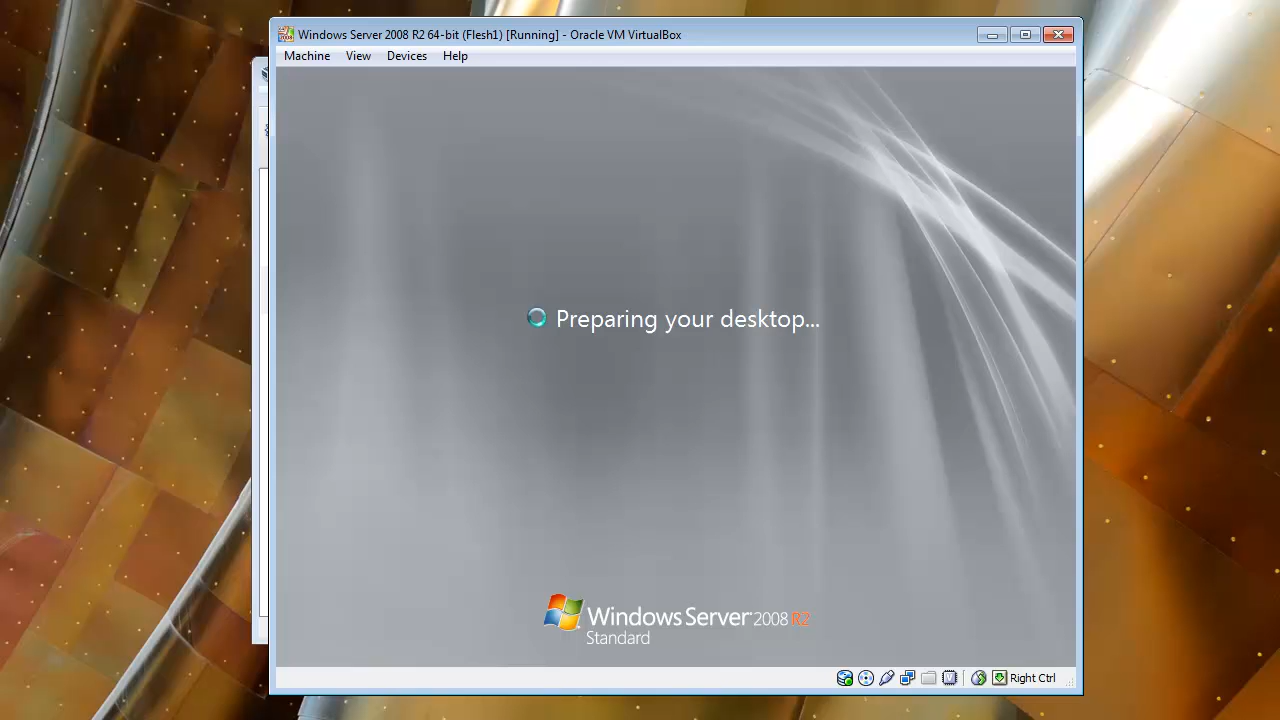 Windows Server 2008 R2 64-bit (Flesh1) [Running] - Oracle VM VirtualBox
Machine View Devices Help
Preparing your desktop...
Windows Server 2008 R2
Standard
Right Ctrl